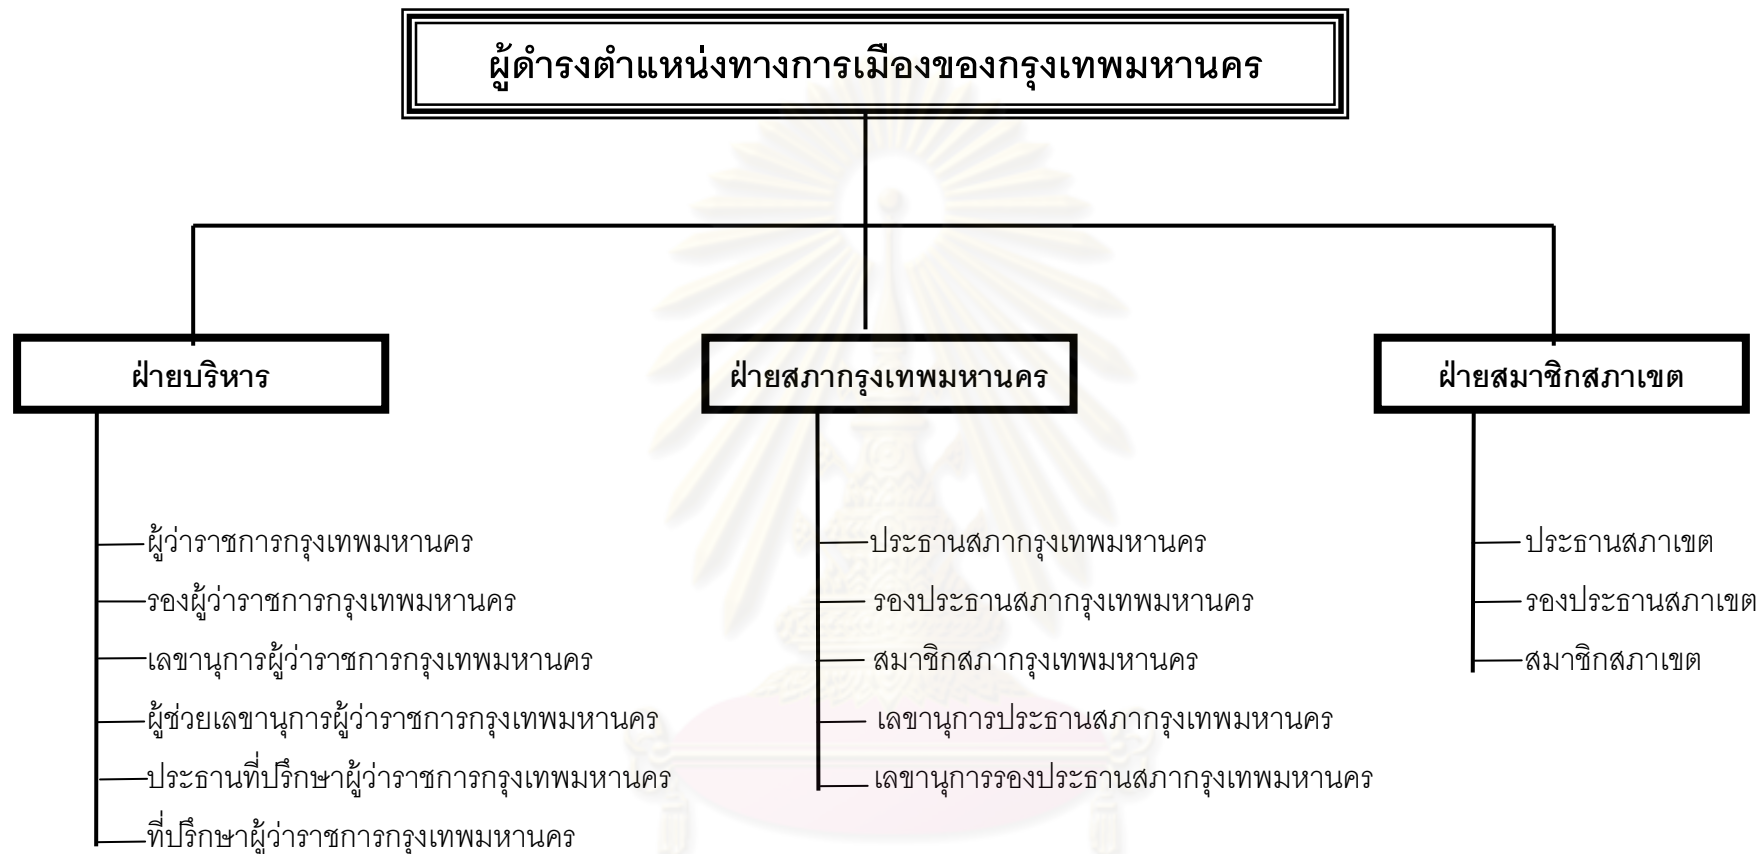 ผู้ดำรงตำแหน่งทางการเมืองของกรุงเทพมหานคร
ฝ่ายบริหาร
ผู้ว่าราชการกรุงเทพมหานคร
รองผู้ว่าราชการกรุงเทพมหานคร
เลขานุการผู้ว่าราชการกรุงเทพมหานคร
ผู้ช่วยเลขานุการผู้ว่าราชการกรุงเทพมหานคร
ประธานที่ปรึกษาผู้ว่าราชการกรุงเทพมหานคร
ที่ปรึกษาผู้ว่าราชการกรุงเทพมหานคร
ฝ่ายสภากรุงเทพมหานคร
ประธานสภากรุงเทพมหานคร
รองประธานสภากรุงเทพมหานคร
สมาชิกสภากรุงเทพมหานคร
เลขานุการประธานสภากรุงเทพมหานคร
เลขานุการรองประธานสภากรุงเทพมหานคร
ฝ่ายสมาชิกสภาเขต
ประธานสภาเขต
รองประธานสภาเขต
สมาชิกสภาเขต